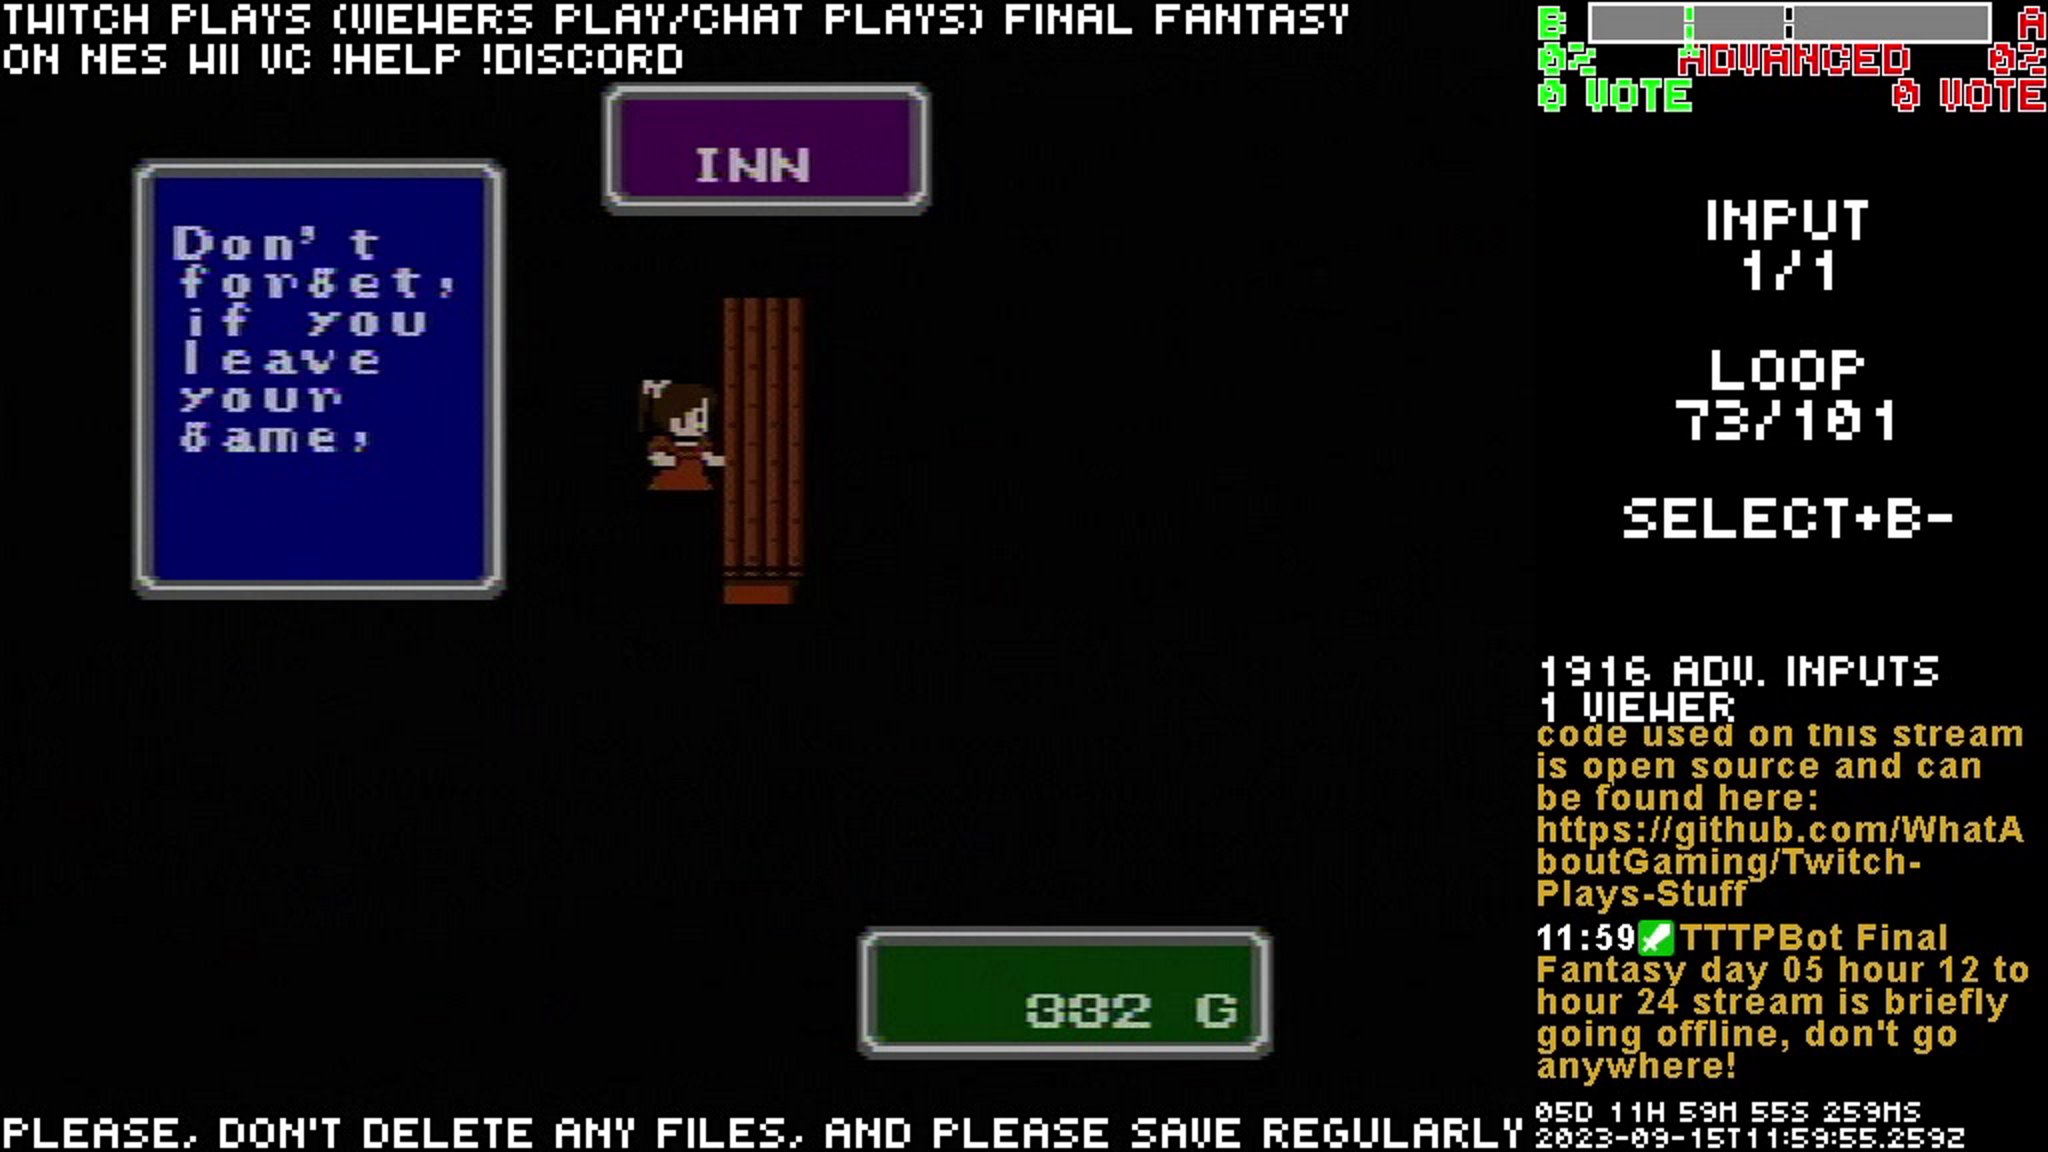 TWITCH PLAYS (VIEWERS PLAY/CHAT PLAYS) FINAL FANTASY
ON NES WII VC !HELP !DISCORD
B
A
0%
ADVANCED
0%
0 VOTE
0 VOTE
INN
Don't
forget,
if you
leave
your
game,
INPUT
1/1
LOOP
73/101
SELECT+B-
1916 ADV. INPUTS
1 VIEWER
code used on this stream
is open source and can
be found here:
https://github.com/WhatA
boutGaming/Twitch-
Plays-Stuff
11:59 TTTPBot Final
Fantasy day 05 hour 12 to
hour 24 stream is briefly
going offline, don't go
anywhere!
332 G
PLEASE, DON'T DELETE ANY FILES, AND PLEASE SAVE REGULARLY
05D 11H 59M 55S 259MS
2023-09-15T11:59:55.259Z